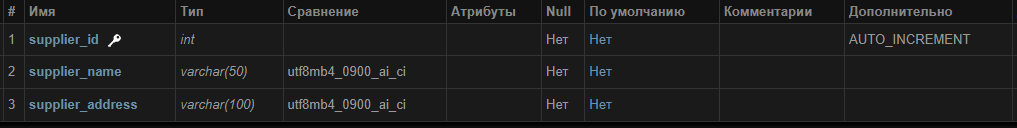 # Имя Тип Сравнение Атрибуты Null По умолчанию Комментарии Дополнительно
1 supplier_id int Нет Нет AUTO_INCREMENT
2 supplier_name varchar(50) utf8mb4_0900_ai_ci Нет Нет
3 supplier_address varchar(100) utf8mb4_0900_ai_ci Нет Нет